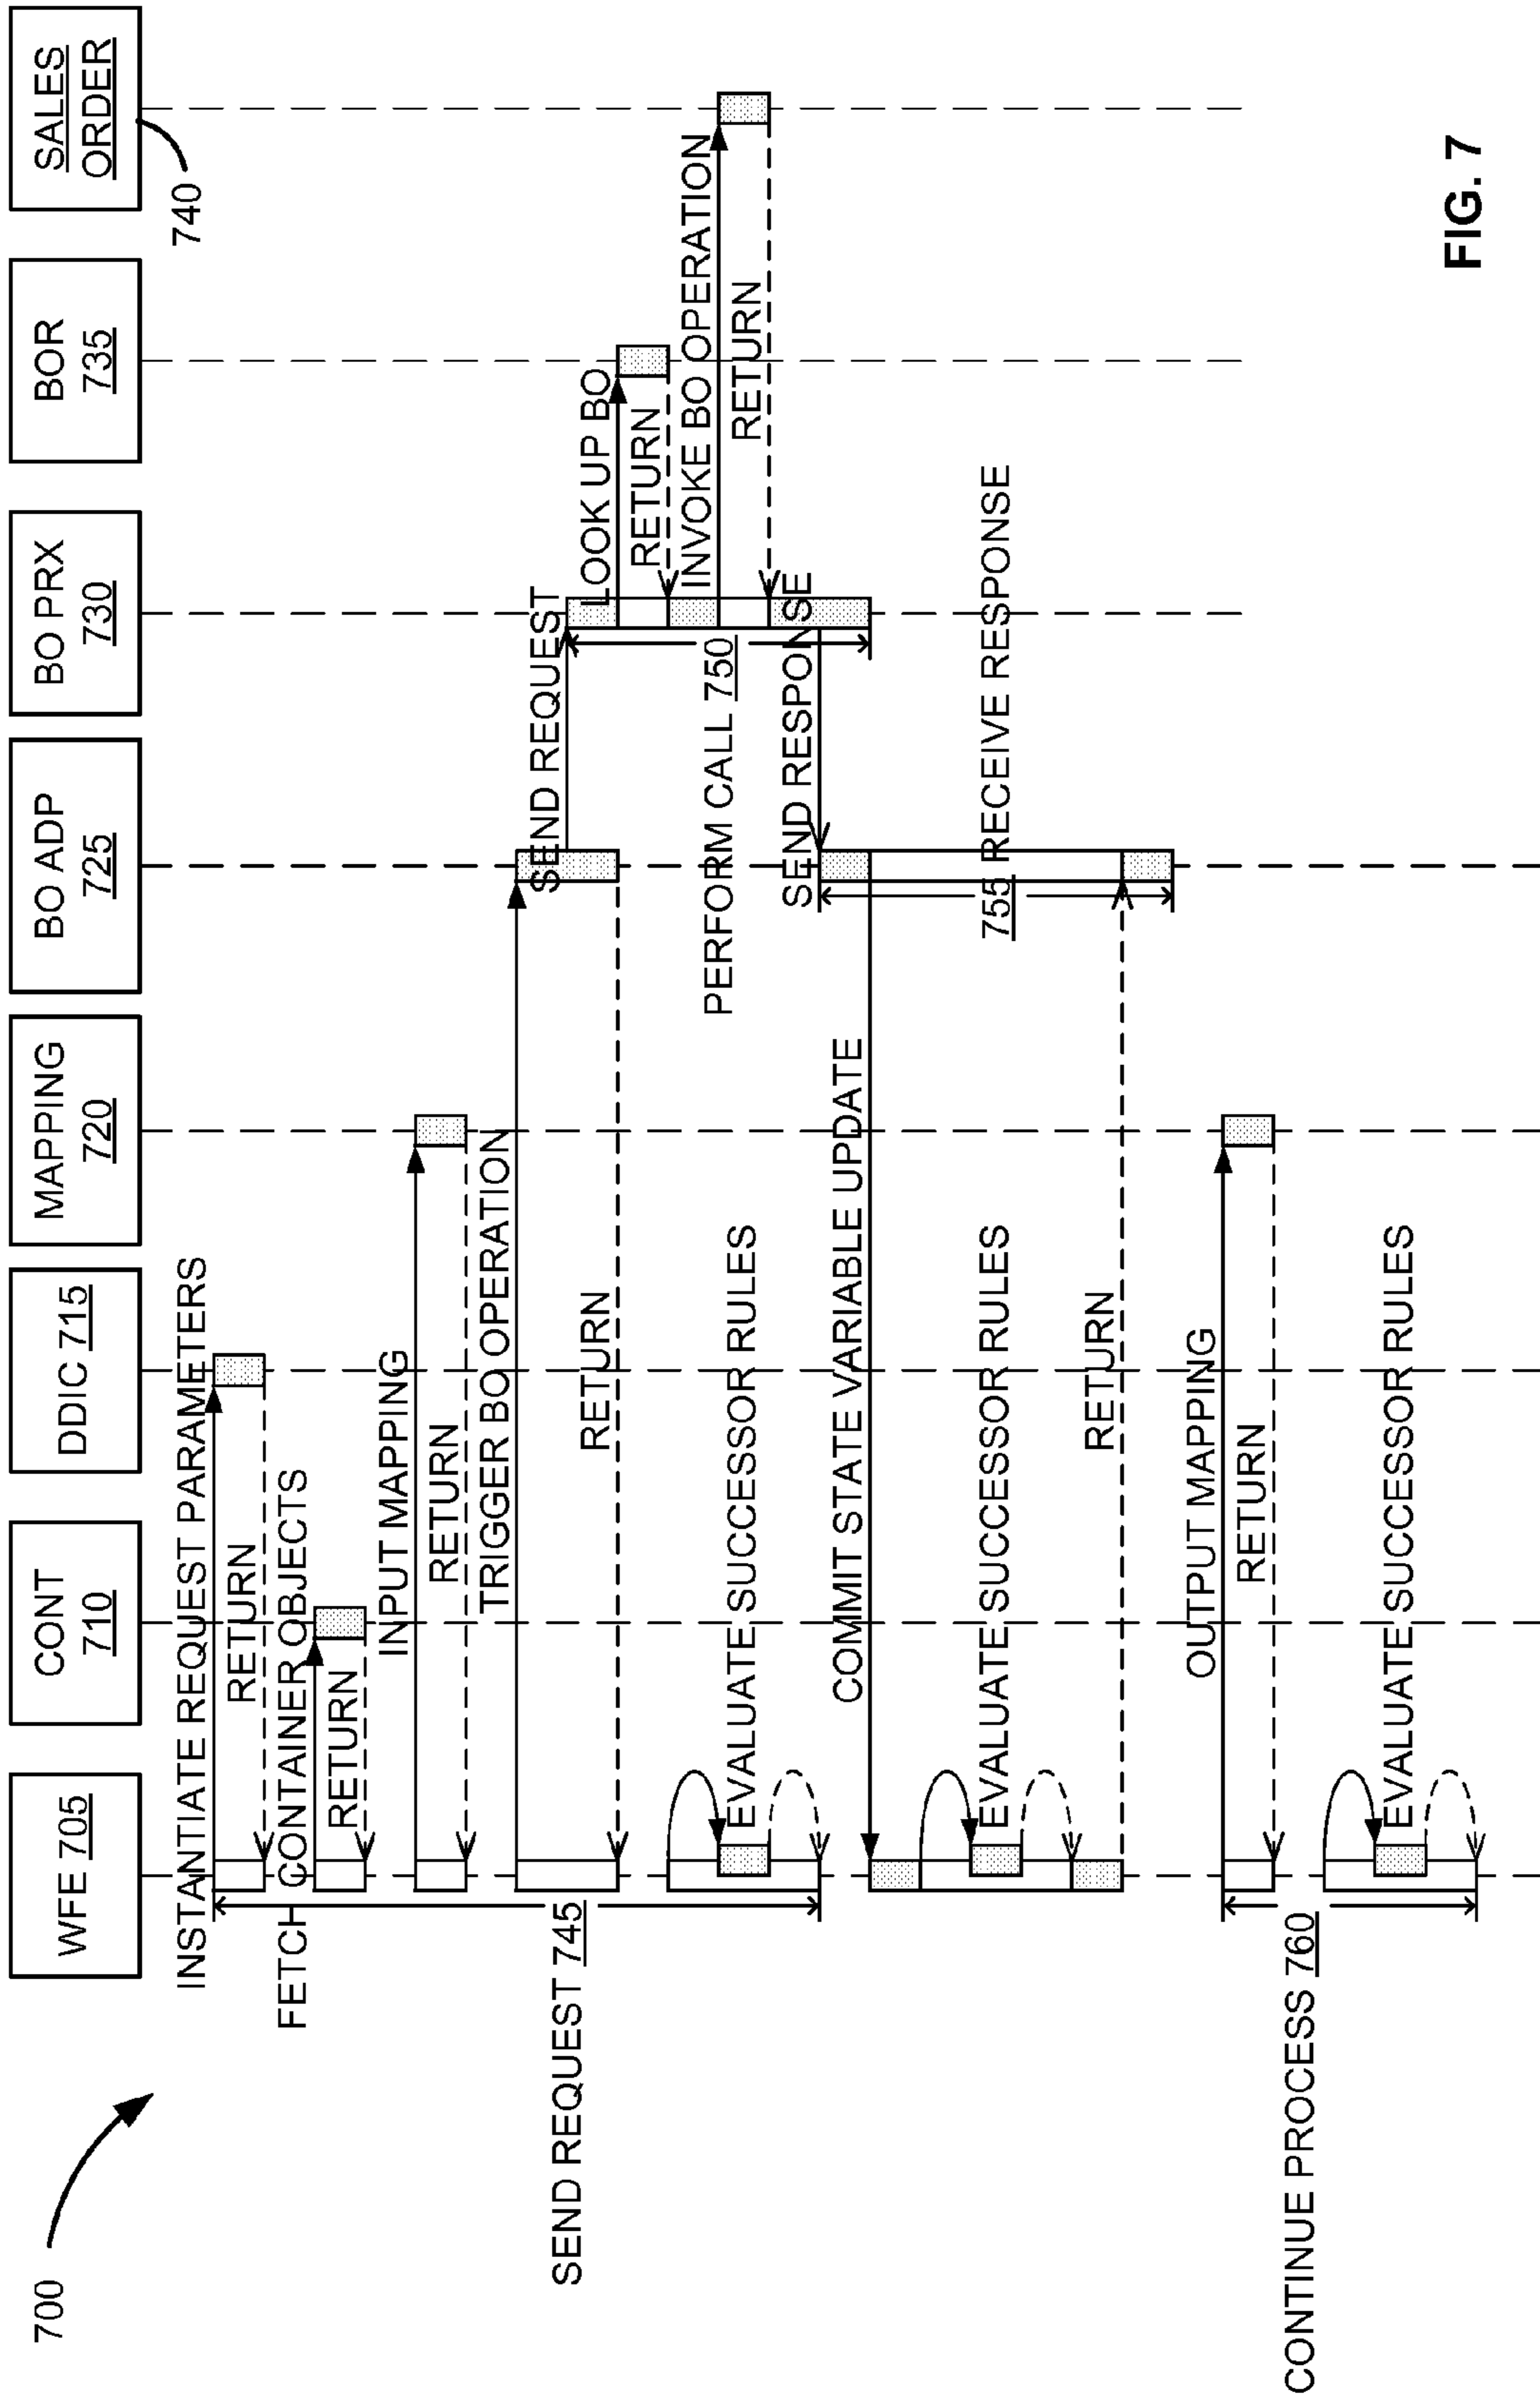 700
WFE 705
CONT
710
DDIC 715
MAPPING
720
BO ADP
725
BO PRX
730
BOR
735
SALES
ORDER
740
INSTANTIATE REQUEST PARAMETERS
RETURN
FETCH CONTAINER OBJECTS
RETURN
INPUT MAPPING
RETURN
TRIGGER BO OPERATION
SEND REQUEST
SEND REQUEST 745
RETURN
LOOK UP BO
RETURN
INVOKE BO OPERATION
PERFORM CALL 750
RETURN
EVALUATE SUCCESSOR RULES
SEND RESPONSE
COMMIT STATE VARIABLE UPDATE
EVALUATE SUCCESSOR RULES
755 RECEIVE RESPONSE
RETURN
OUTPUT MAPPING
RETURN
CONTINUE PROCESS 760
EVALUATE SUCCESSOR RULES
FIG. 7